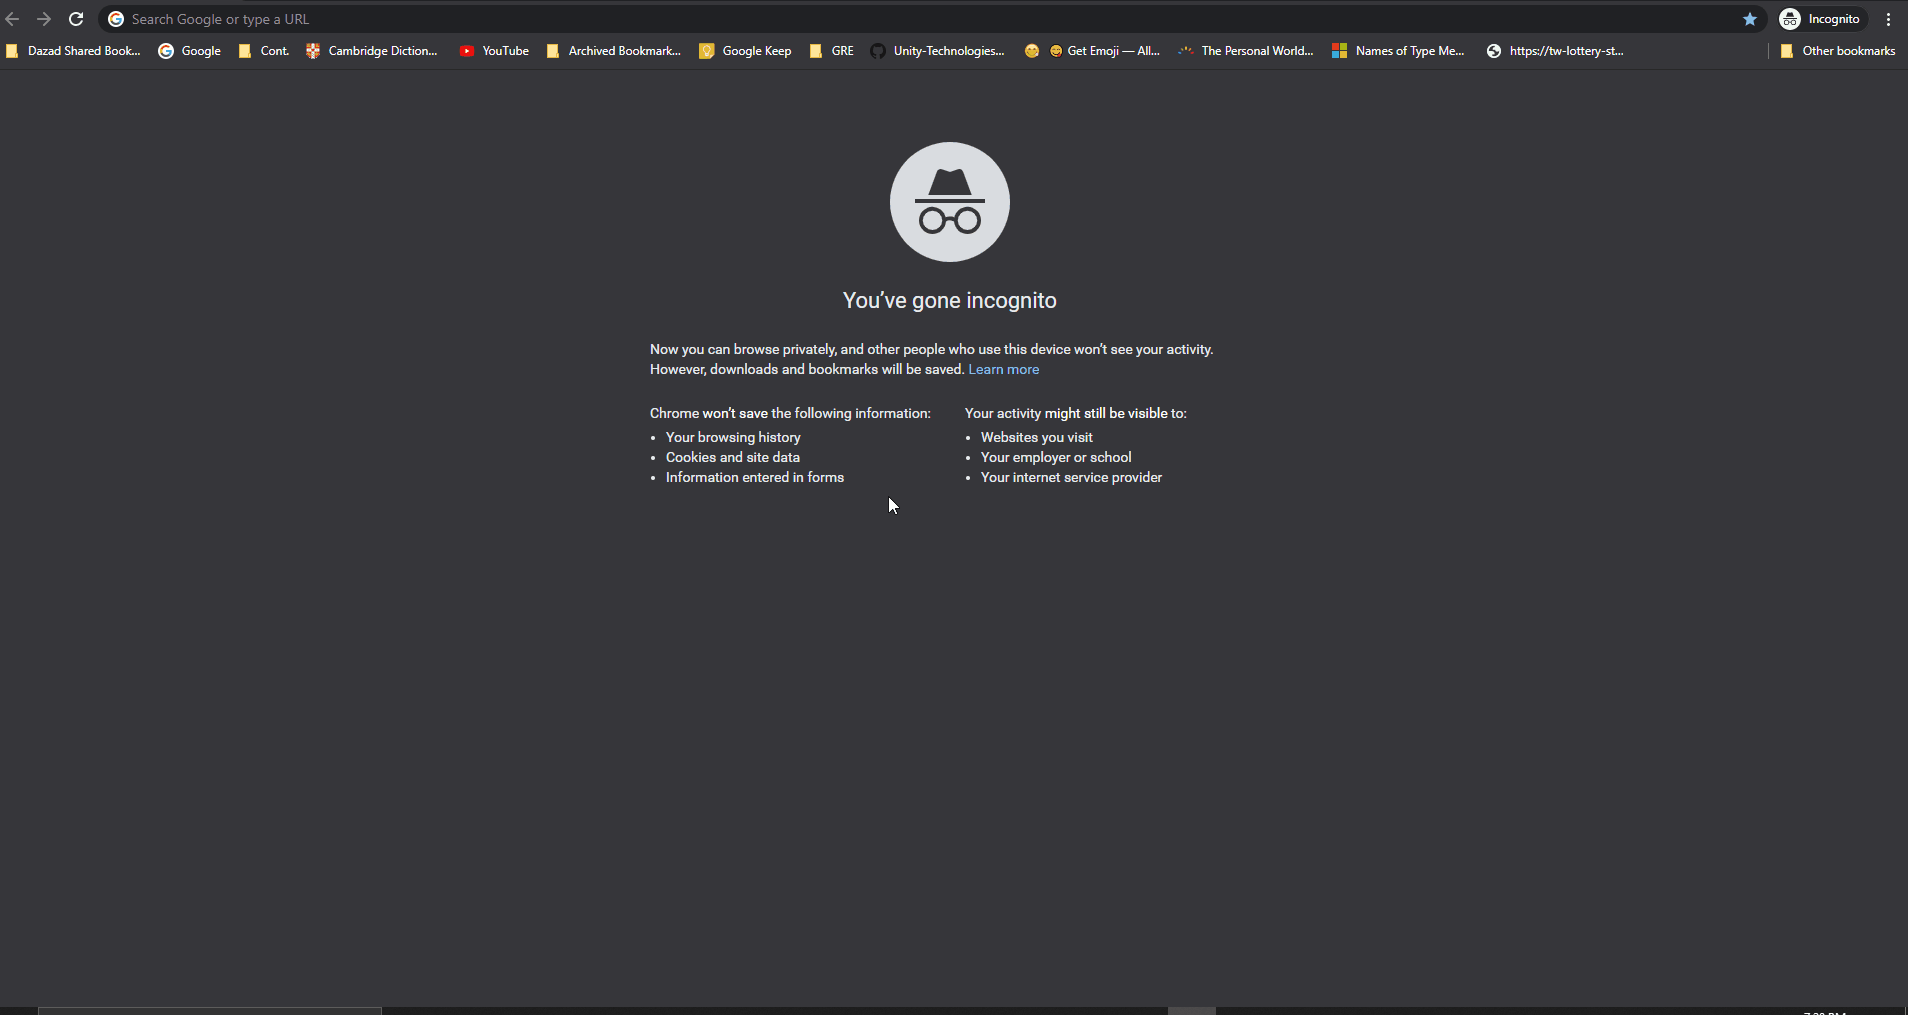 Search Google or type a URL
Incognito
Dazad Shared Book... Google Cont. Cambridge Diction... YouTube Archived Bookmark... Google Keep GRE Unity-Technologies... Get Emoji — All... The Personal World... Names of Type Me... https://tw-lottery-st... Other bookmarks
You've gone incognito
Now you can browse privately, and other people who use this device won't see your activity.
However, downloads and bookmarks will be saved. Learn more
Chrome won't save the following information:
• Your browsing history
• Cookies and site data
• Information entered in forms
Your activity might still be visible to:
• Websites you visit
• Your employer or school
• Your internet service provider